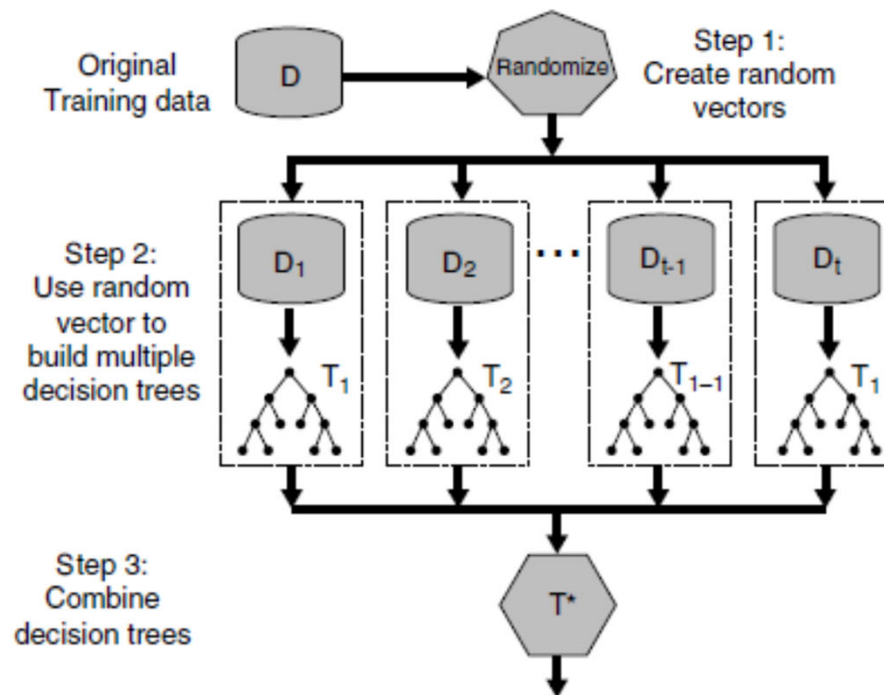 Original
Training data
D
Randomize
Step 1:
Create random
vectors
Step 2:
Use random
vector to
build multiple
decision trees
D₁
D₂
...
Dₜ₋₁
Dₜ
T₁
T₂
T₁₋₁
T₁
Step 3:
Combine
decision trees
T*